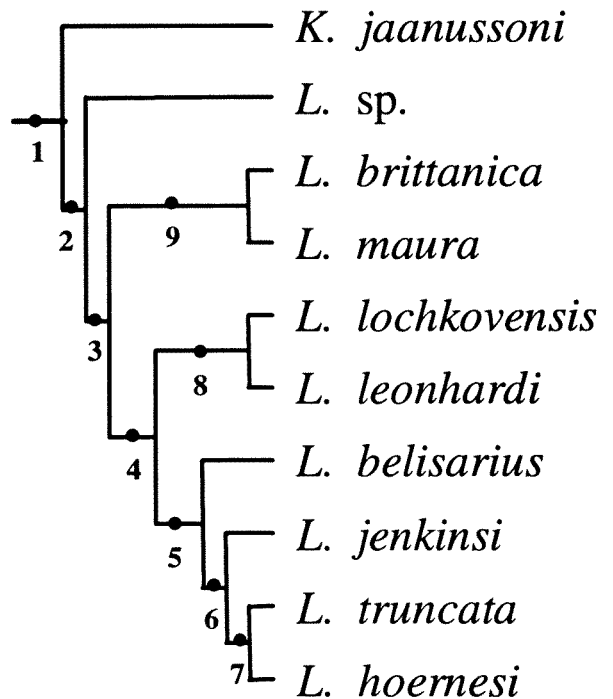 K. jaanussoni
L. sp.
1
L. brittanica
2
9
L. maura
L. lochkovensis
3
8
L. leonhardi
4
L. belisarius
5
L. jenkinsi
6
L. truncata
7
L. hoernesi